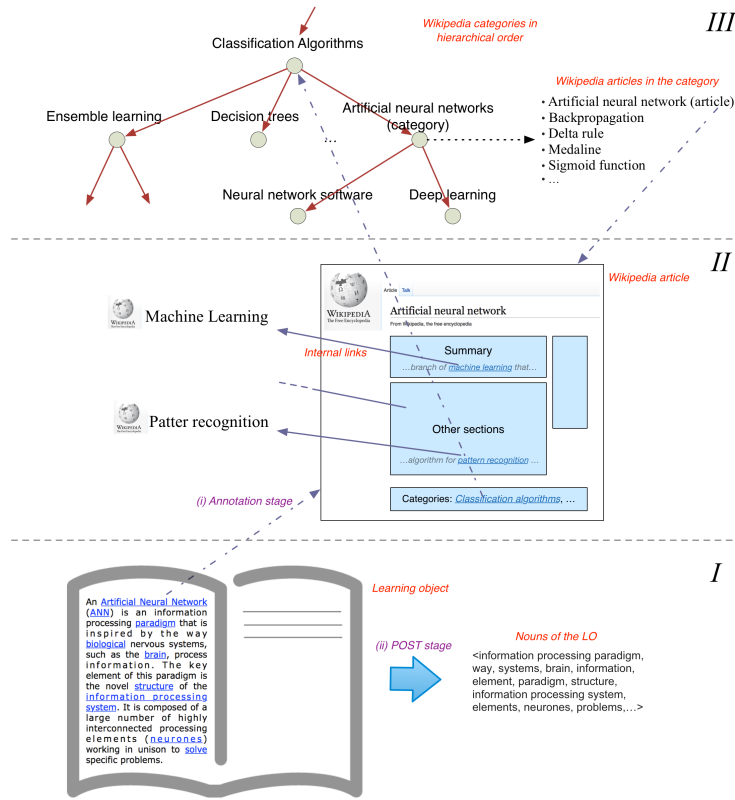 Wikipedia categories in
hierarchical order
III
Classification Algorithms
Wikipedia articles in the category
Ensemble learning
Decision trees
...
Artificial neural networks
(category)
• Artificial neural network (article)
• Backpropagation
• Delta rule
• Medaline
• Sigmoid function
• ...
Neural network software
Deep learning
II
Wikipedia article
WIKIPEDIA
The Free Encyclopedia
Article Talk
Artificial neural network
From Wikipedia, the free encyclopedia
WIKIPEDIA
The Free Encyclopedia
Machine Learning
Internal links
Summary
...branch of machine learning that...
WIKIPEDIA
The Free Encyclopedia
Patter recognition
Other sections
...algorithm for pattern recognition ...
Categories: Classification algorithms, ...
(i) Annotation stage
I
Learning object
An Artificial Neural Network
(ANN) is an information
processing paradigm that is
inspired by the way
biological nervous systems,
such as the brain, process
information. The key
element of this paradigm is
the novel structure of the
information processing
system. It is composed of a
large number of highly
interconnected processing
elements (neurones)
working in unison to solve
specific problems.
(ii) POST stage
Nouns of the LO
<information processing paradigm,
way, systems, brain, information,
element, paradigm, structure,
information processing system,
elements, neurones, problems,...>